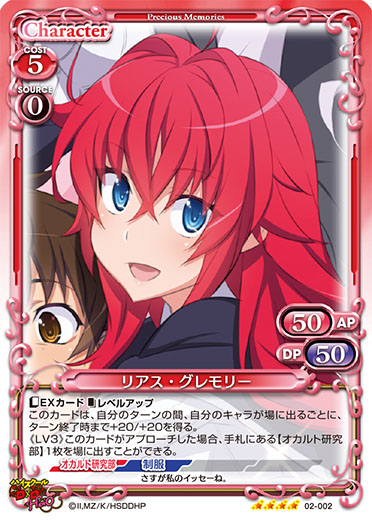 Precious Memories
Character
COST
5
SOURCE
0
50 AP
DP 50
リアス・グレモリー
EXカード レベルアップ
このカードは、自分のターンの間、自分のキャラが場に出るごとに、
ターン終了時まで+20/+20を得る。
〈LV3〉このカードがアプローチした場合、手札にある【オカルト研究
部】1枚を場に出すことができる。
オカルト研究部 制服
さすが私のイッセーね。
ハイスクール
D×D
HERO
©II,MZ/K/HSDDHP
02-002